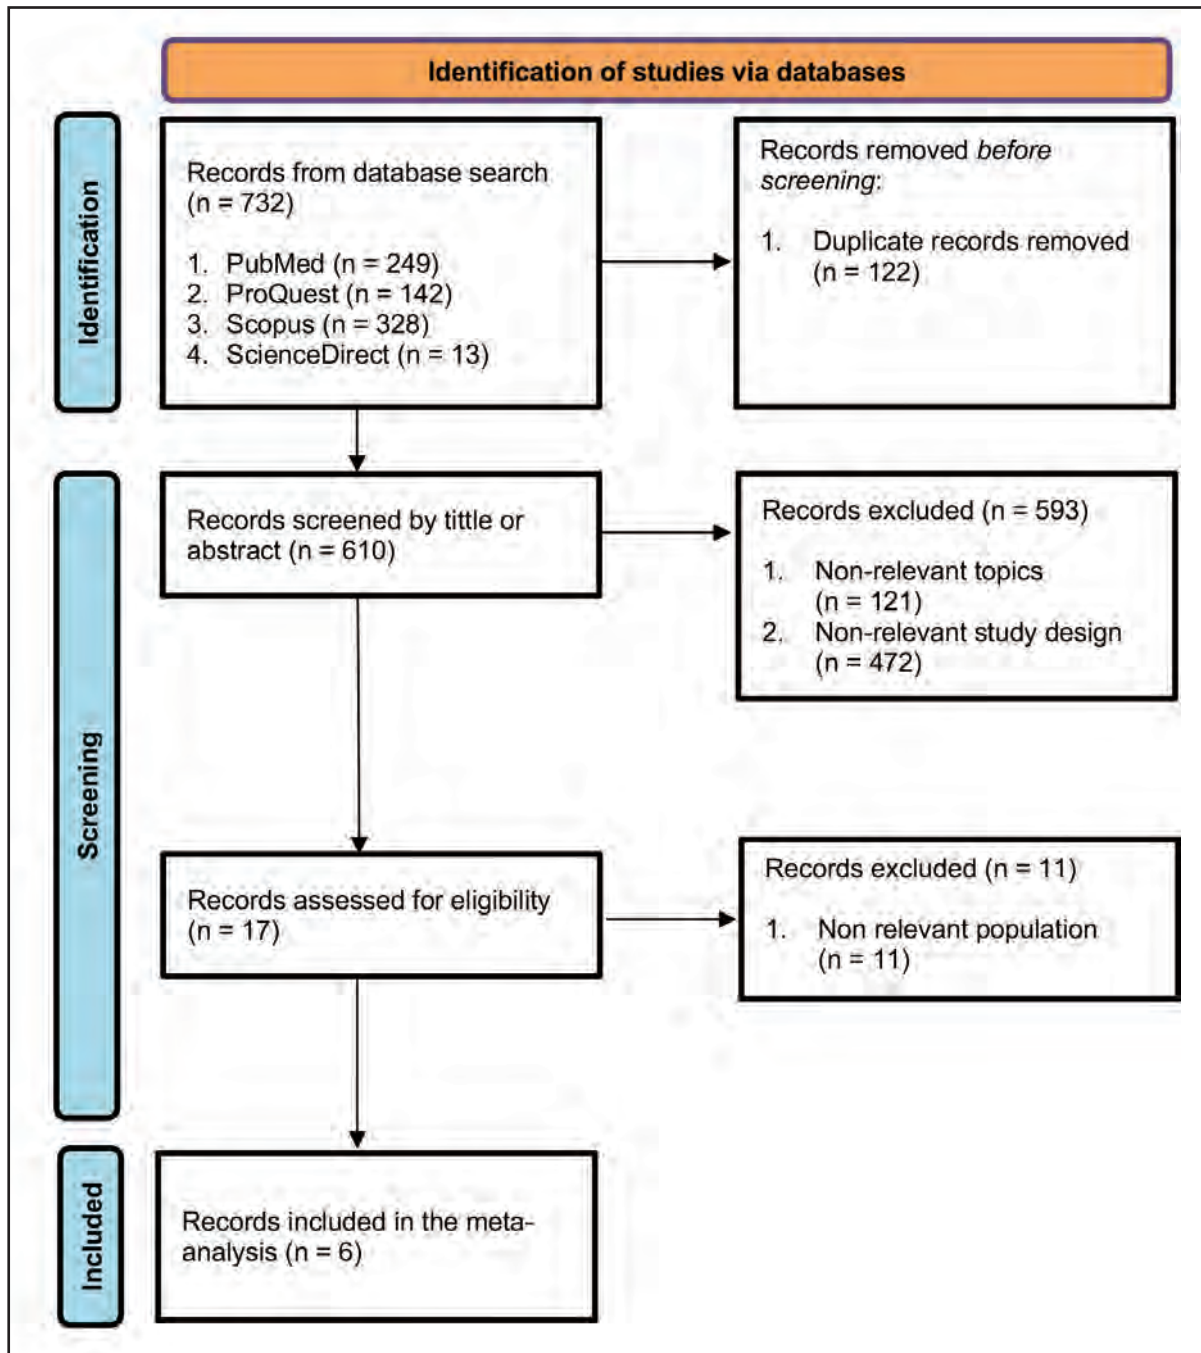 Identification of studies via databases
Identification
Records from database search
(n = 732)
1. PubMed (n = 249)
2. ProQuest (n = 142)
3. Scopus (n = 328)
4. ScienceDirect (n = 13)
Records removed before
screening:
1. Duplicate records removed
(n = 122)
Screening
Records screened by tittle or
abstract (n = 610)
Records excluded (n = 593)
1. Non-relevant topics
(n = 121)
2. Non-relevant study design
(n = 472)
Records assessed for eligibility
(n = 17)
Records excluded (n = 11)
1. Non relevant population
(n = 11)
Included
Records included in the meta-
analysis (n = 6)